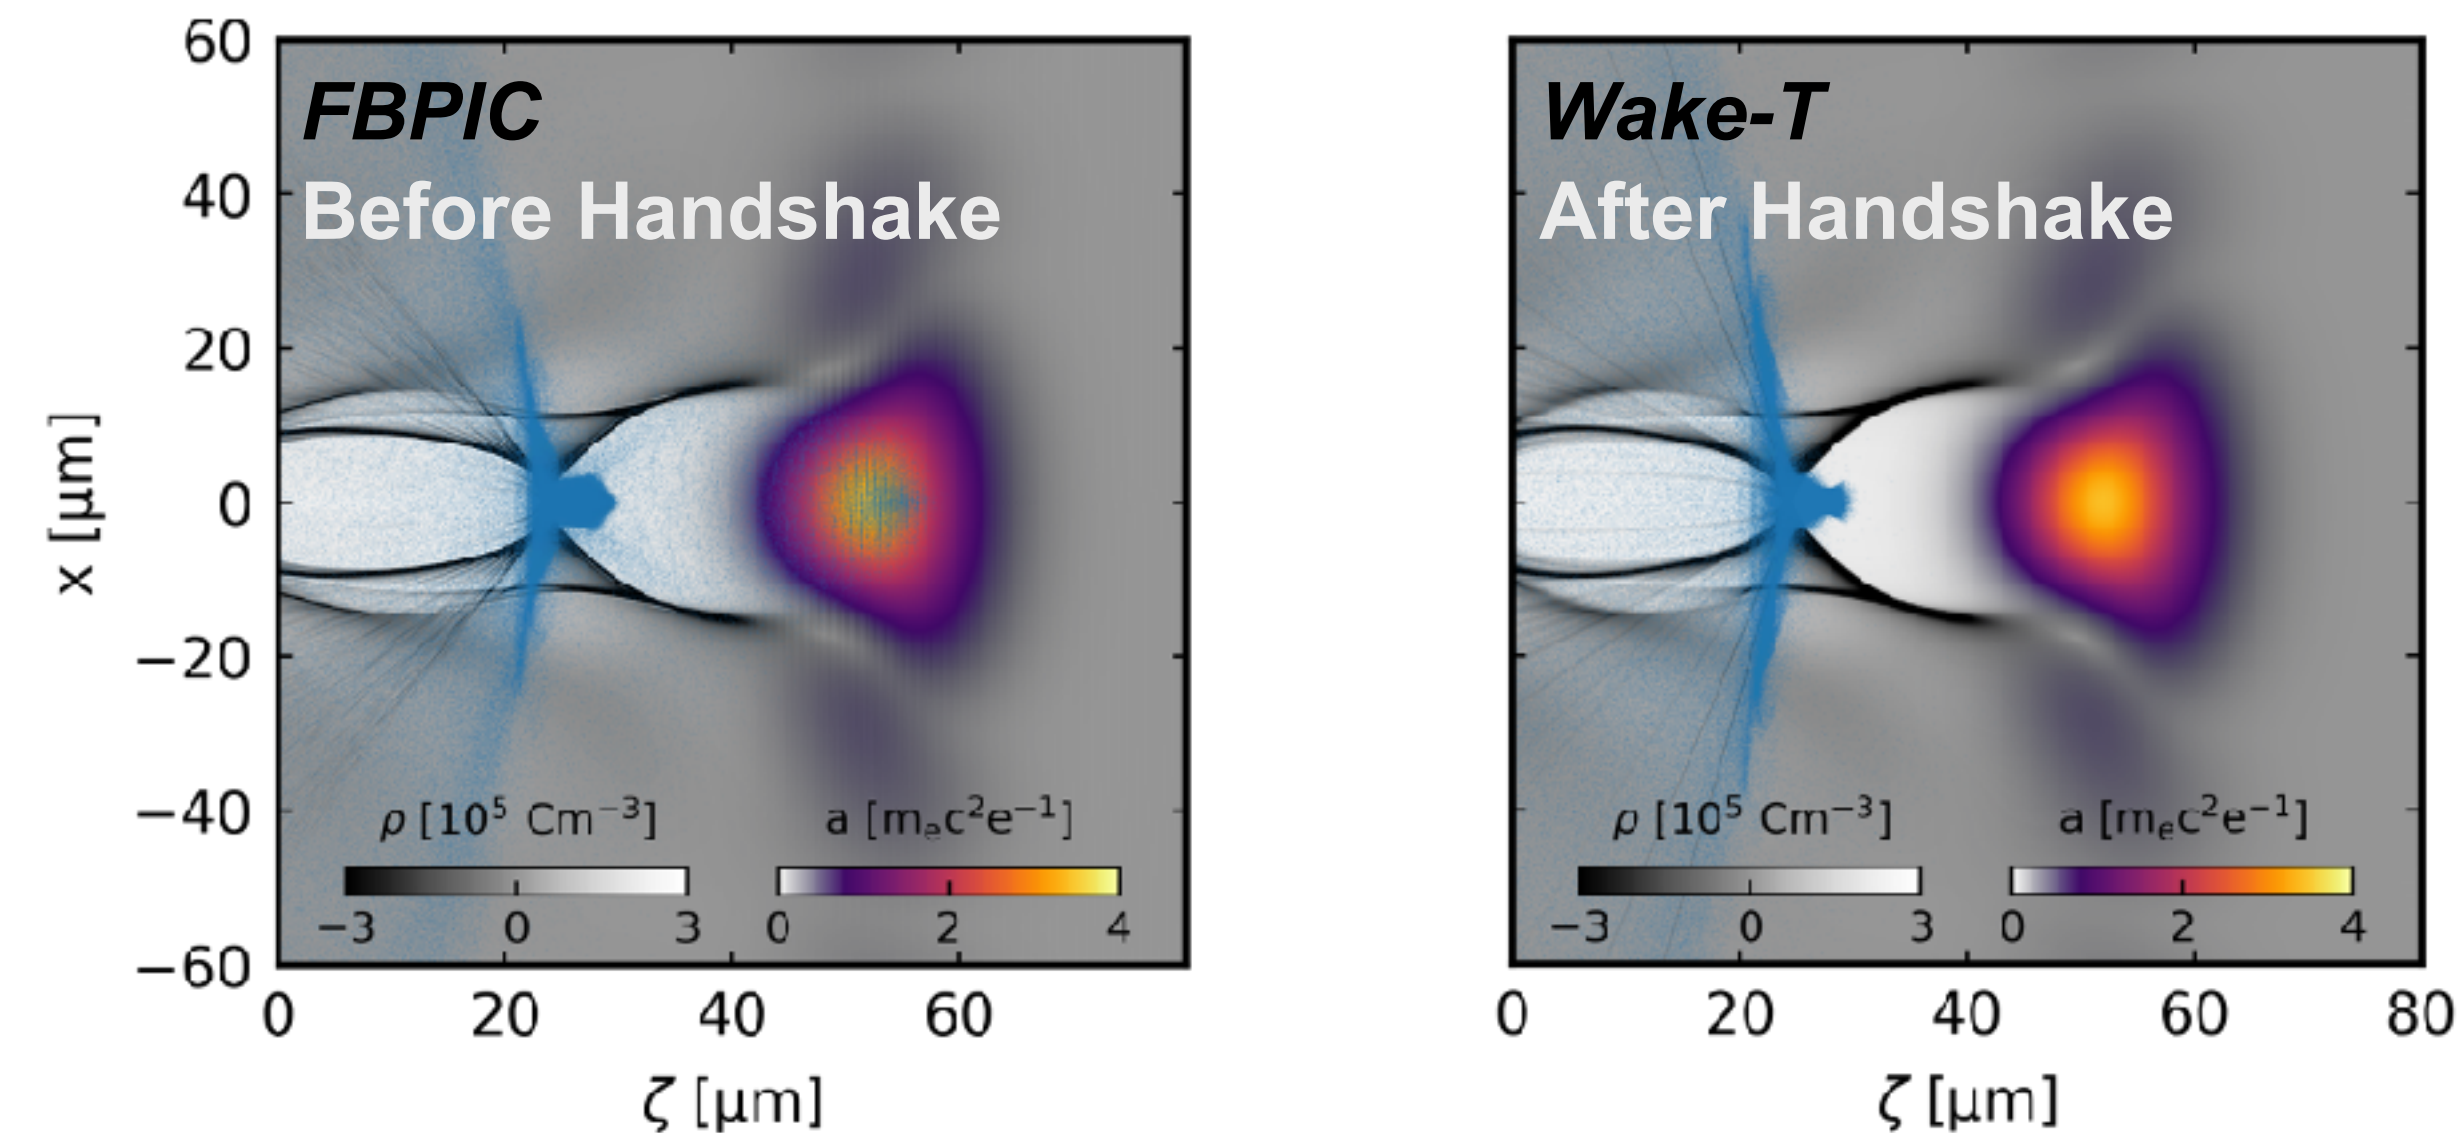 FBPIC
Before Handshake
60
40
20
0
−20
−40
−60
x [μm]
ρ [10⁵ Cm⁻³]
−3 0 3
a [mₑc²e⁻¹]
0 2 4
0 20 40 60
ζ [μm]
Wake-T
After Handshake
ρ [10⁵ Cm⁻³]
−3 0 3
a [mₑc²e⁻¹]
0 2 4
0 20 40 60 80
ζ [μm]